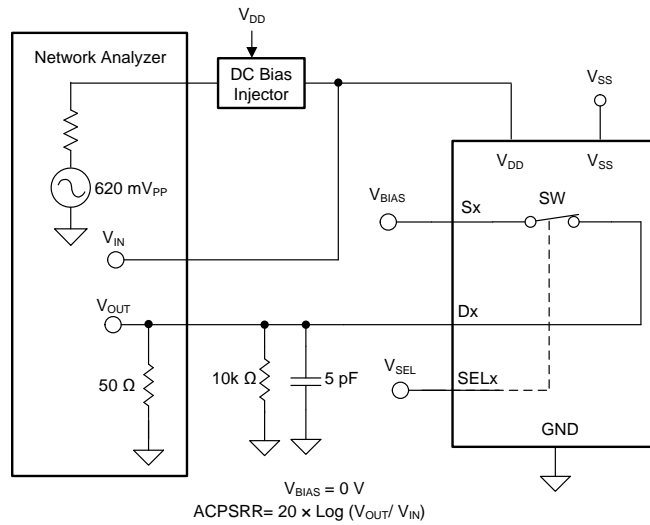 V_DD
Network Analyzer
DC Bias
Injector
V_SS
V_DD
V_SS
620 mV_PP
V_BIAS
Sx
SW
V_IN
V_OUT
Dx
50 Ω
10k Ω
5 pF
V_SEL
SELx
GND
V_BIAS = 0 V
ACPSRR= 20 × Log (V_OUT/ V_IN)